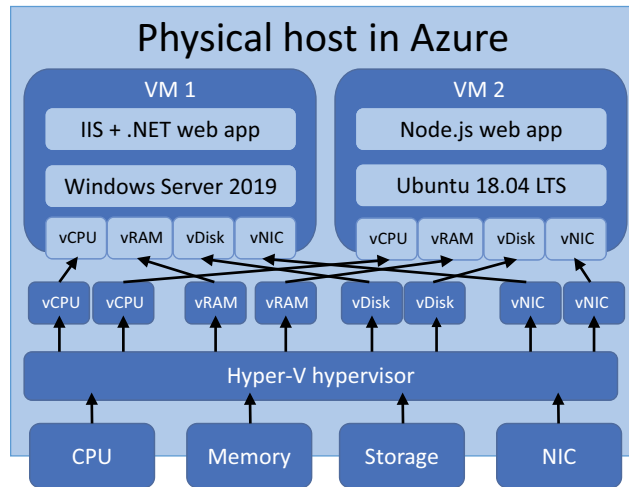 Physical host in Azure
VM 1
VM 2
IIS + .NET web app
Node.js web app
Windows Server 2019
Ubuntu 18.04 LTS
vCPU vRAM vDisk vNIC
vCPU vRAM vDisk vNIC
vCPU vCPU vRAM vRAM vDisk vDisk vNIC vNIC
Hyper-V hypervisor
CPU Memory Storage NIC